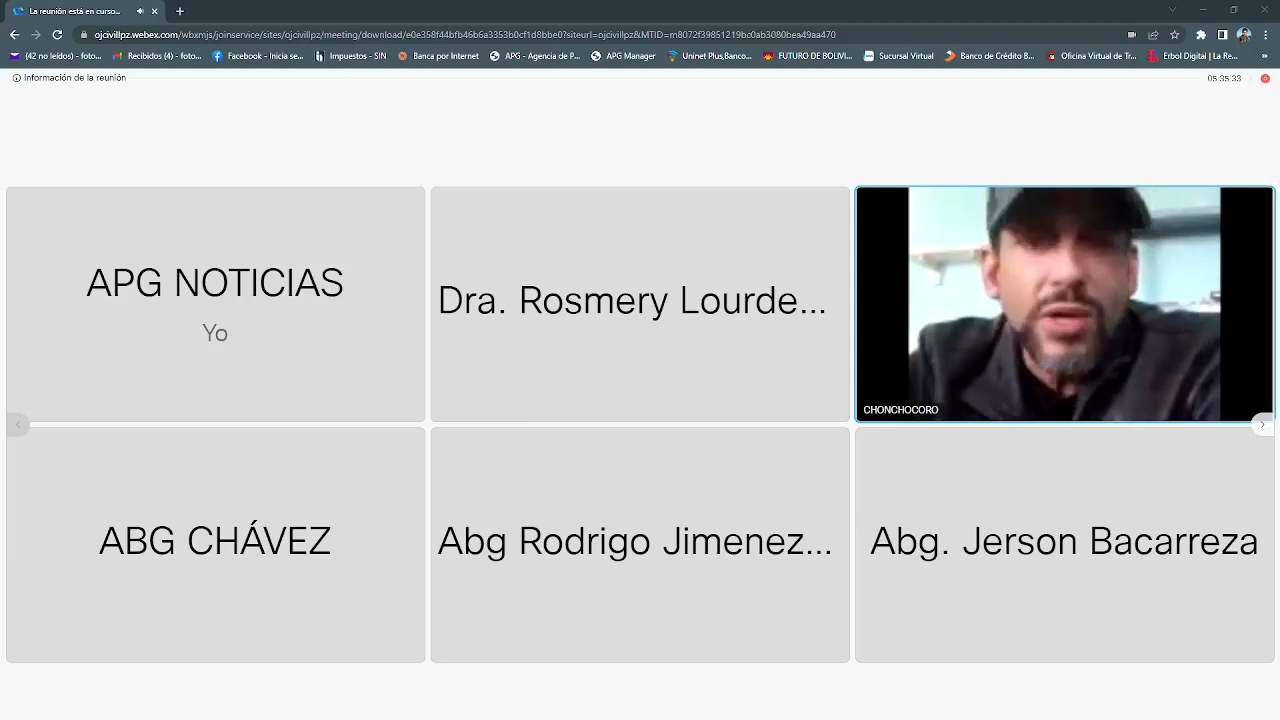 La reunión está en curso...
ojcivillpz.webex.com/wbxmjs/joinservice/sites/ojcivillpz/meeting/download/e0e358f44fb46b6a3353b0cf1d16bbe0?siteurl=ojcivillpz&MTID=m8072f39851219bc0ab3080bea49aa470
(42 no leído) - foto...
Recibidos (4) - foto...
Facebook - Inicia se...
Impuestos - SIN
Banca por Internet
APG - Agencia de P...
APG Manager
Uninet Plus,Banco...
FUTURO DE BOLIVI...
Sucursal Virtual
Banco de Crédito B...
Oficina Virtual de Tr...
Erbol Digital | La Re...
Información de la reunión
05:35:33
APG NOTICIAS
Yo
Dra. Rosmery Lourde...
CHONCHOCORO
ABG CHÁVEZ
Abg Rodrigo Jimenez...
Abg. Jerson Bacarreza